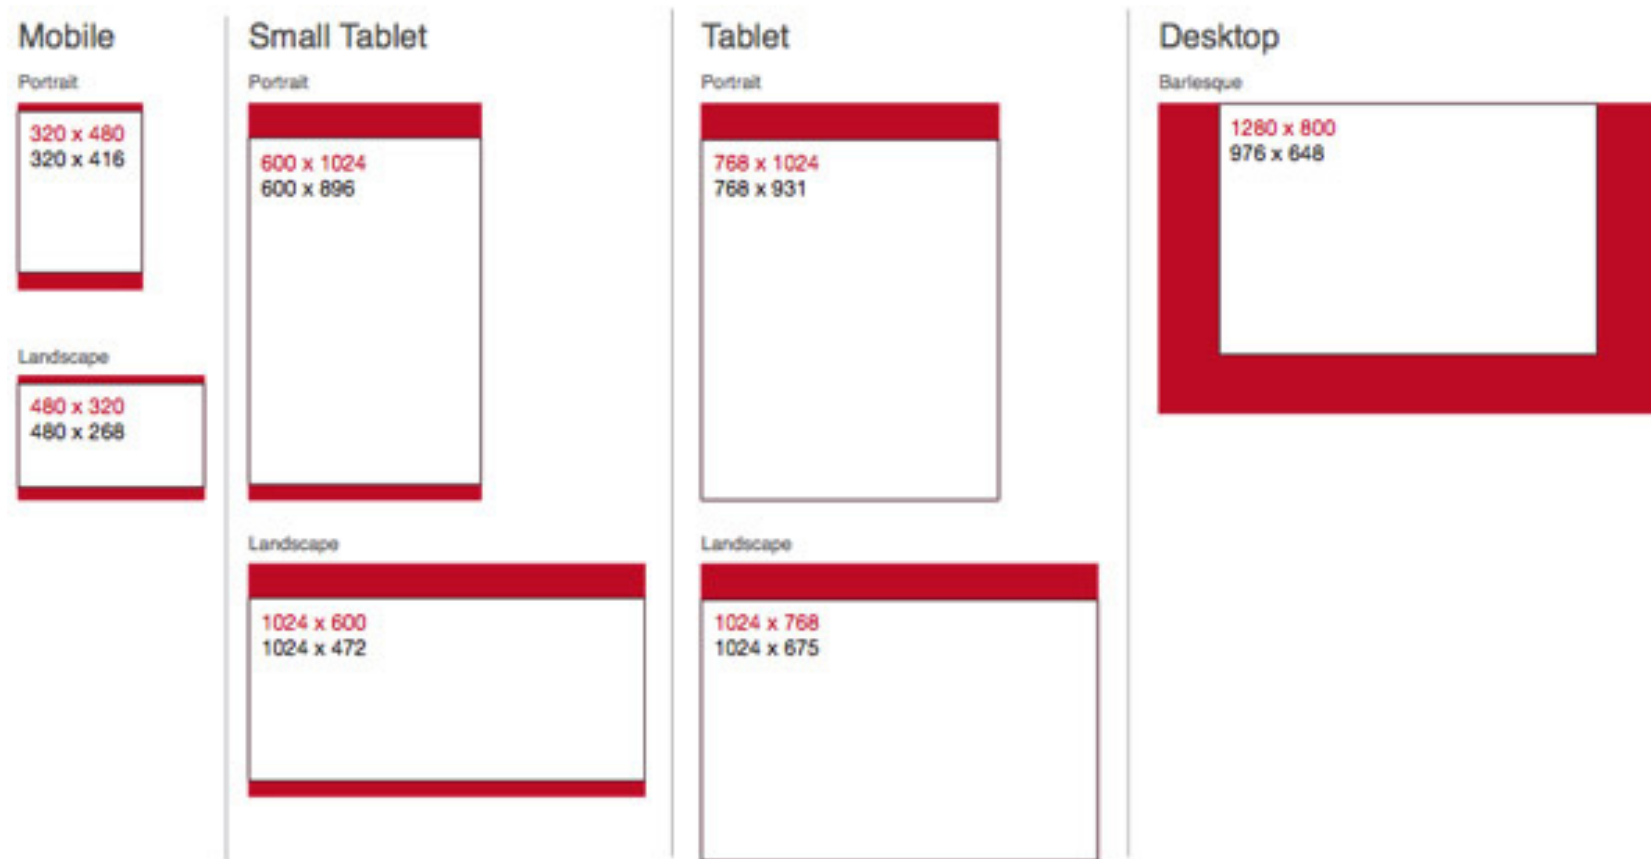 Mobile
Portrait
320 x 480
320 x 416
Landscape
480 x 320
480 x 268
Small Tablet
Portrait
600 x 1024
600 x 896
Landscape
1024 x 600
1024 x 472
Tablet
Portrait
768 x 1024
768 x 931
Landscape
1024 x 768
1024 x 675
Desktop
Barlesque
1280 x 800
976 x 648